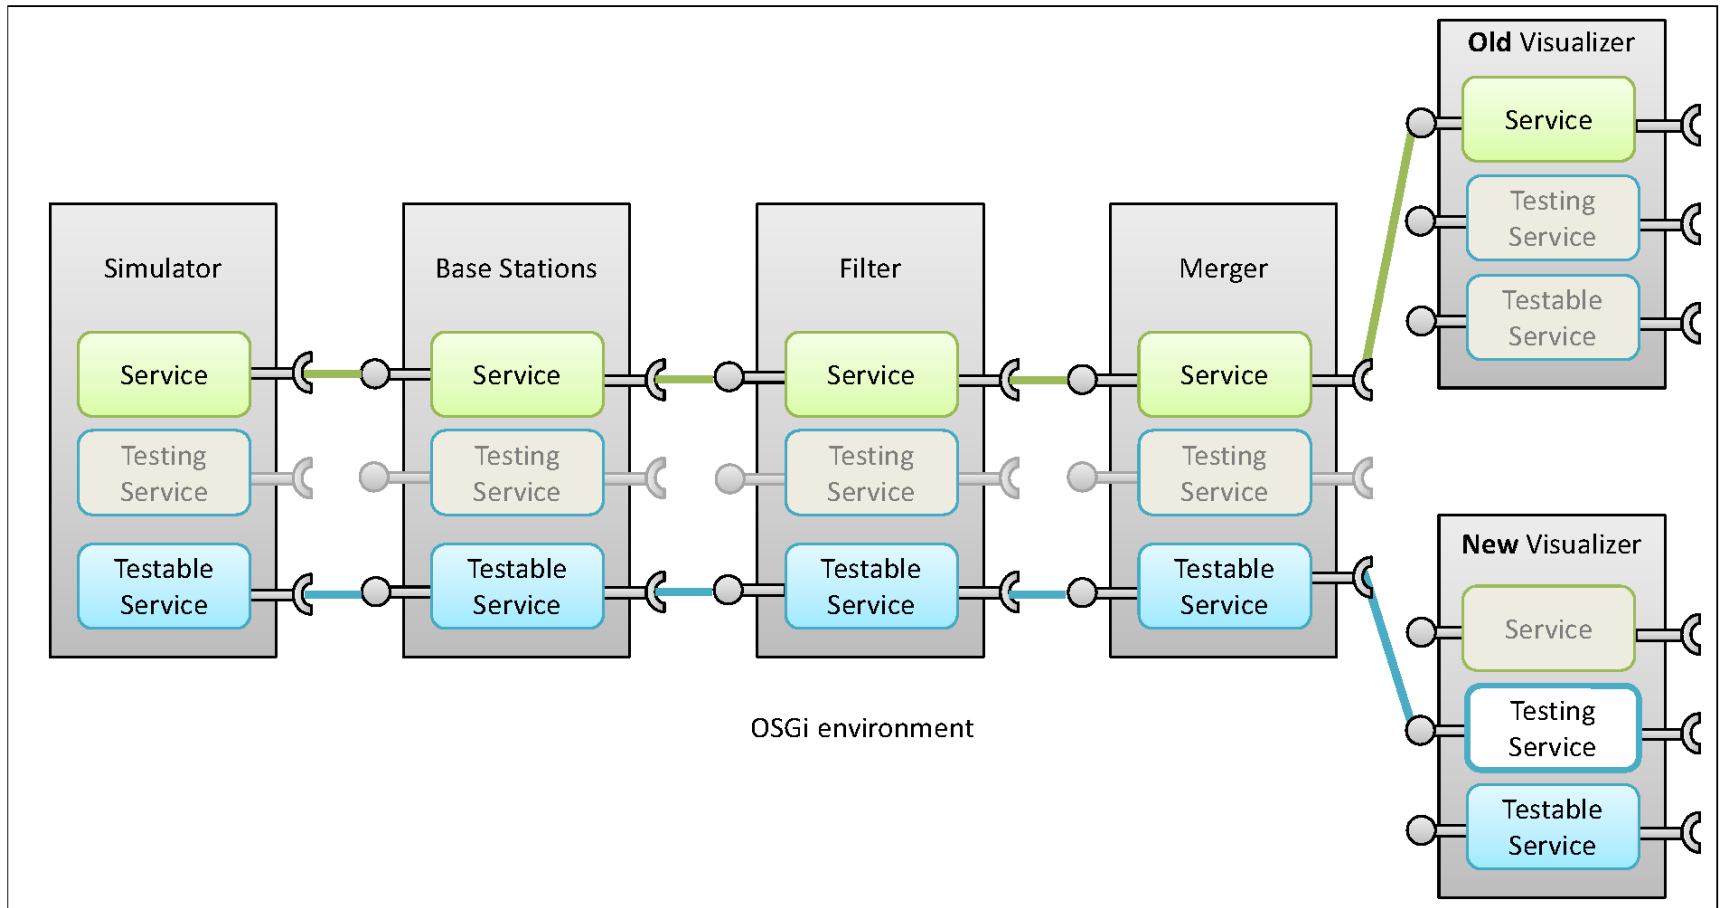 Simulator
Service
Testing
Service
Testable
Service
Base Stations
Service
Testing
Service
Testable
Service
Filter
Service
Testing
Service
Testable
Service
Merger
Service
Testing
Service
Testable
Service
Old Visualizer
Service
Testing
Service
Testable
Service
New Visualizer
Service
Testing
Service
Testable
Service
OSGi environment